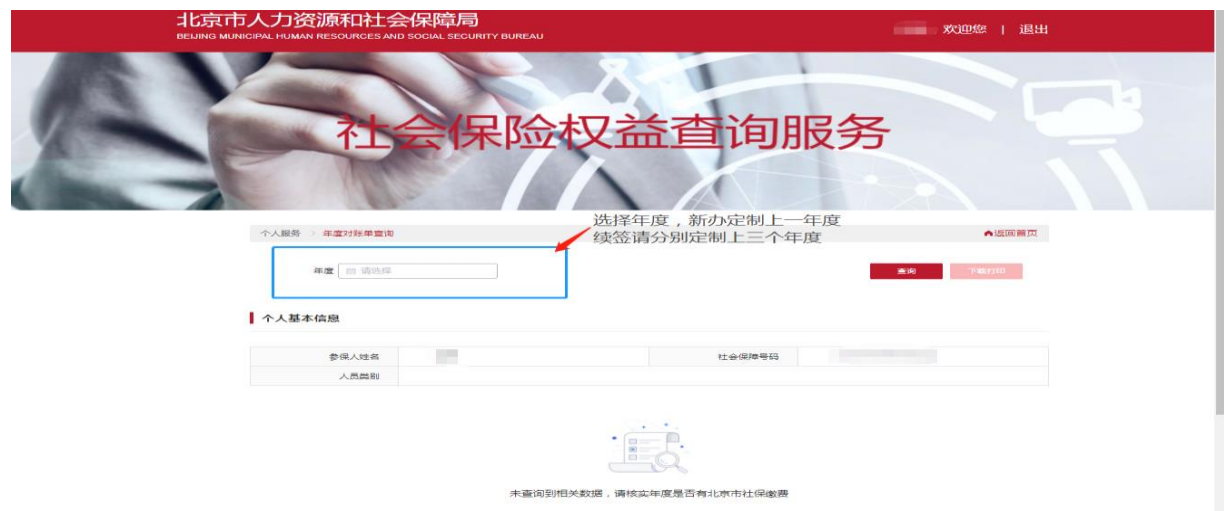 北京市人力资源和社会保障局
BEIJING MUNICIPAL HUMAN RESOURCES AND SOCIAL SECURITY BUREAU
欢迎您 | 退出
社会保险权益查询服务
选择年度，新办定制上一年度
续签请分别定制上三个年度
个人服务 > 年度对账单查询
返回首页
年度 请选择
查询
下载打印
个人基本信息
参保人姓名
社会保障号码
人员类别
未查询到相关数据，请核实年度是否有北京市社保缴费